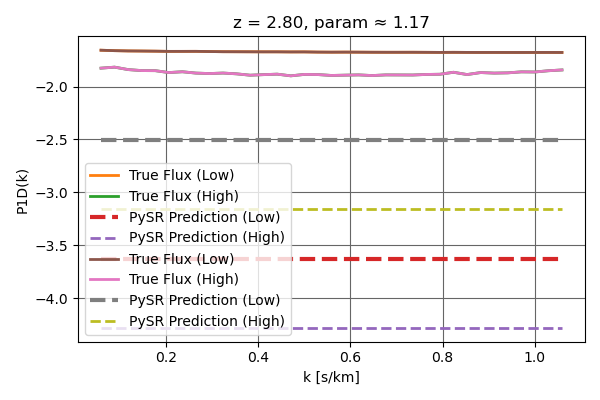 z = 2.80, param ≈ 1.17
P1D(k)
−2.0
−2.5
−3.0
−3.5
−4.0
True Flux (Low)
True Flux (High)
PySR Prediction (Low)
PySR Prediction (High)
True Flux (Low)
True Flux (High)
PySR Prediction (Low)
PySR Prediction (High)
0.2 0.4 0.6 0.8 1.0
k [s/km]